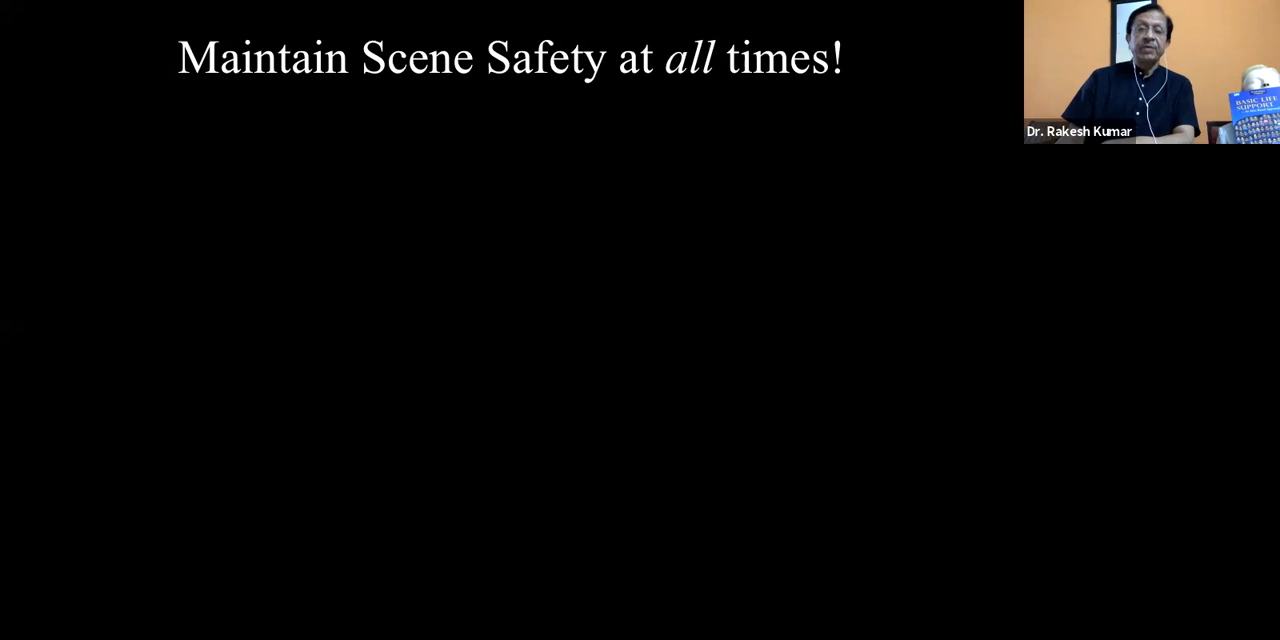 Maintain Scene Safety at all times!
Dr. Rakesh Kumar
BASIC LIFE
SUPPORT